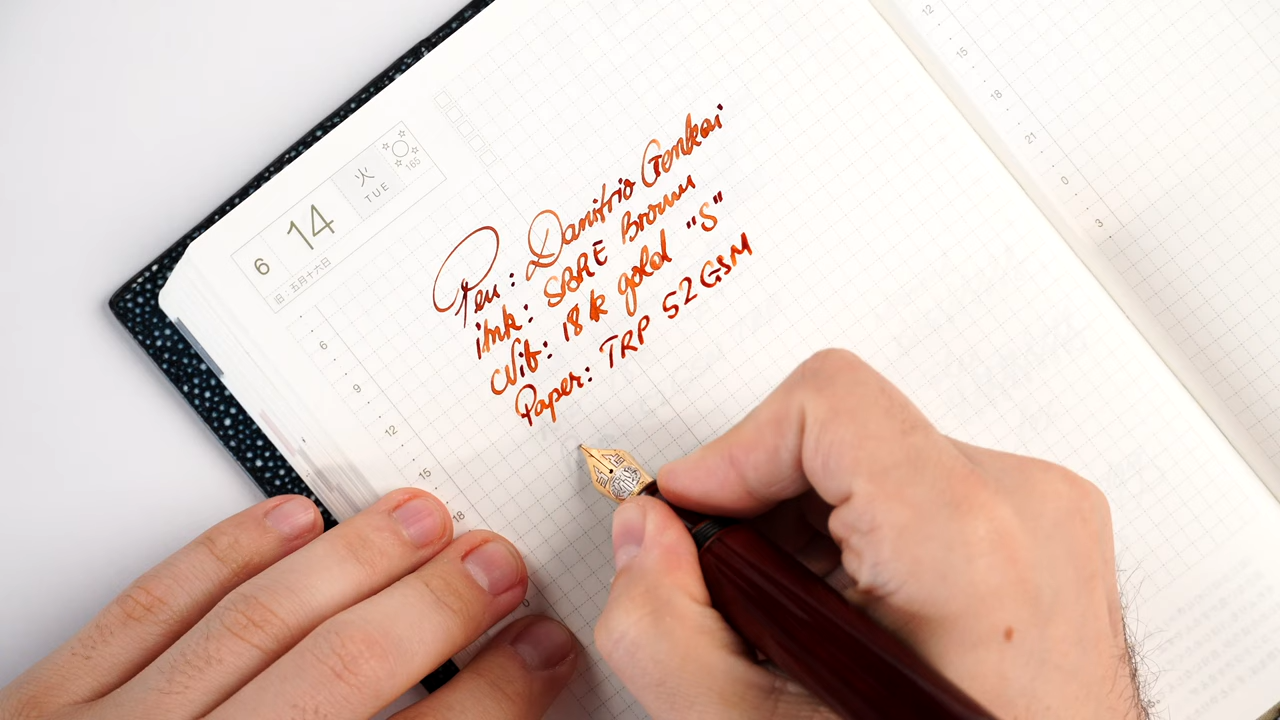 6
14
火
TUE
165
旧:五月十六日
Pen: Danitrio Genkai
ink: SBRE Brown
Nib: 18k gold "S"
Paper: TRP 52 GSM
6
9
12
15
18
0
12
15
18
21
0
3